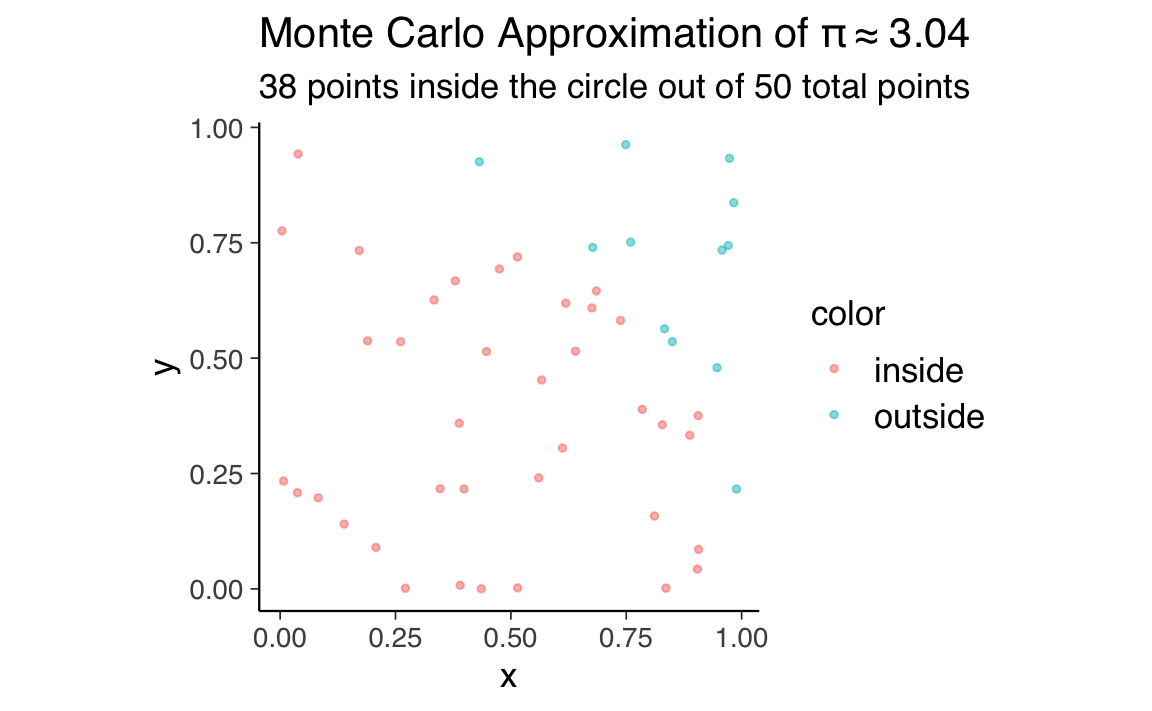 Monte Carlo Approximation of π ≈ 3.04
38 points inside the circle out of 50 total points
1.00
0.75
0.50
0.25
0.00
y
0.00 0.25 0.50 0.75 1.00
x
color
inside
outside